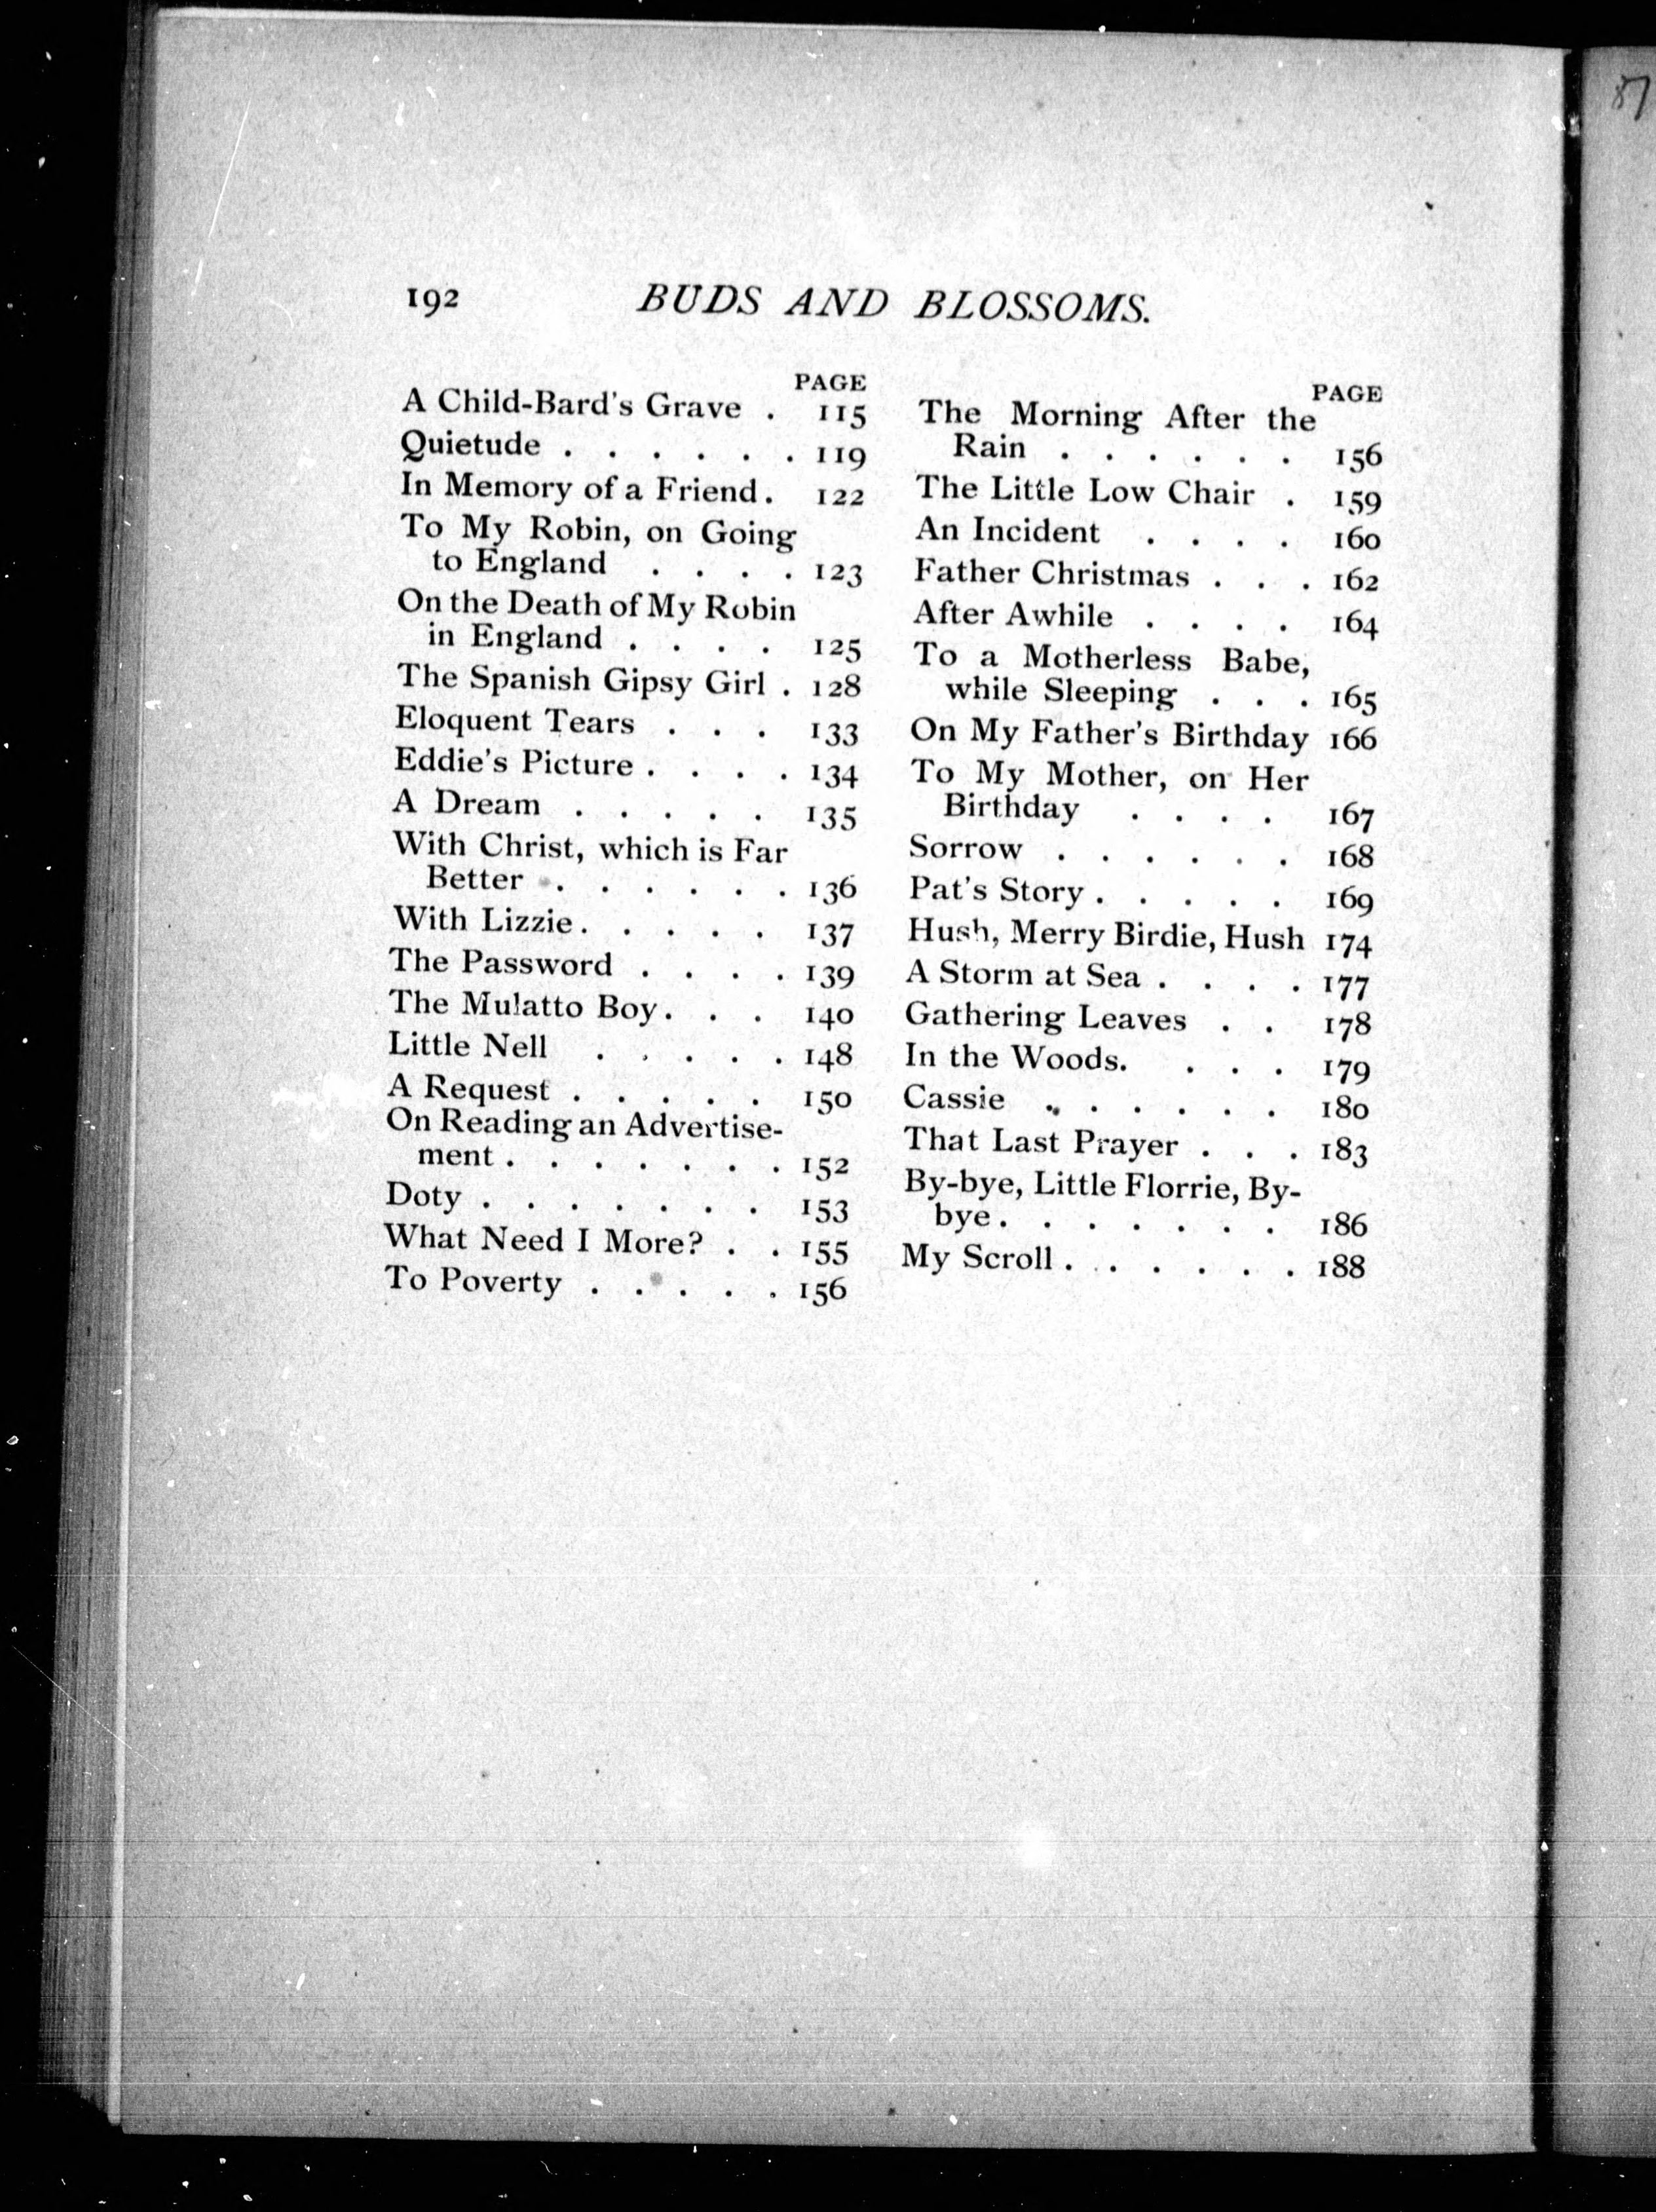 192 BUDS AND BLOSSOMS.
PAGE
A Child-Bard's Grave . 115
Quietude . . . . . . 119
In Memory of a Friend . 122
To My Robin, on Going
to England . . . . 123
On the Death of My Robin
in England . . . . 125
The Spanish Gipsy Girl . 128
Eloquent Tears . . . 133
Eddie's Picture . . . . 134
A Dream . . . . . 135
With Christ, which is Far
Better . . . . . . 136
With Lizzie . . . . . 137
The Password . . . . 139
The Mulatto Boy . . . 140
Little Nell . . . . . 148
A Request . . . . . 150
On Reading an Advertise-
ment . . . . . . . 152
Doty . . . . . . . 153
What Need I More? . . 155
To Poverty . . . . . 156
PAGE
The Morning After the
Rain . . . . . . 156
The Little Low Chair . 159
An Incident . . . . 160
Father Christmas . . . 162
After Awhile . . . . 164
To a Motherless Babe,
while Sleeping . . . 165
On My Father's Birthday 166
To My Mother, on Her
Birthday . . . . 167
Sorrow . . . . . . 168
Pat's Story . . . . . 169
Hush, Merry Birdie, Hush 174
A Storm at Sea . . . . 177
Gathering Leaves . . 178
In the Woods. . . . 179
Cassie . . . . . . 180
That Last Prayer . . . 183
By-bye, Little Florrie, By-
bye . . . . . . . 186
My Scroll . . . . . . 188